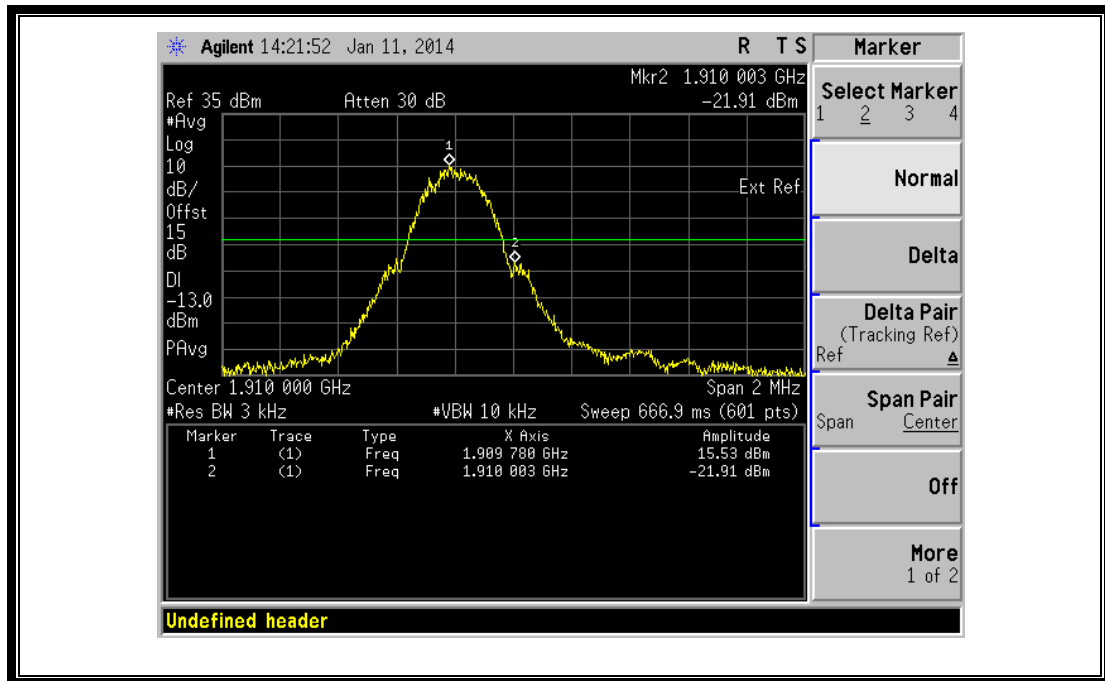 Agilent 14:21:52 Jan 11, 2014 R T S
Mkr2 1.910 003 GHz
Ref 35 dBm Atten 30 dB -21.91 dBm
#Avg
Log
10
dB/
Offst
15
dB
DI
-13.0
dBm
PAvg
1
2
Ext Ref
Center 1.910 000 GHz Span 2 MHz
#Res BW 3 kHz #VBW 10 kHz Sweep 666.9 ms (601 pts)
Marker Trace Type X Axis Amplitude
1 (1) Freq 1.909 780 GHz 15.53 dBm
2 (1) Freq 1.910 003 GHz -21.91 dBm
Undefined header
Marker
Select Marker
1 2 3 4
Normal
Delta
Delta Pair
(Tracking Ref)
Ref Δ
Span Pair
Span Center
Off
More
1 of 2